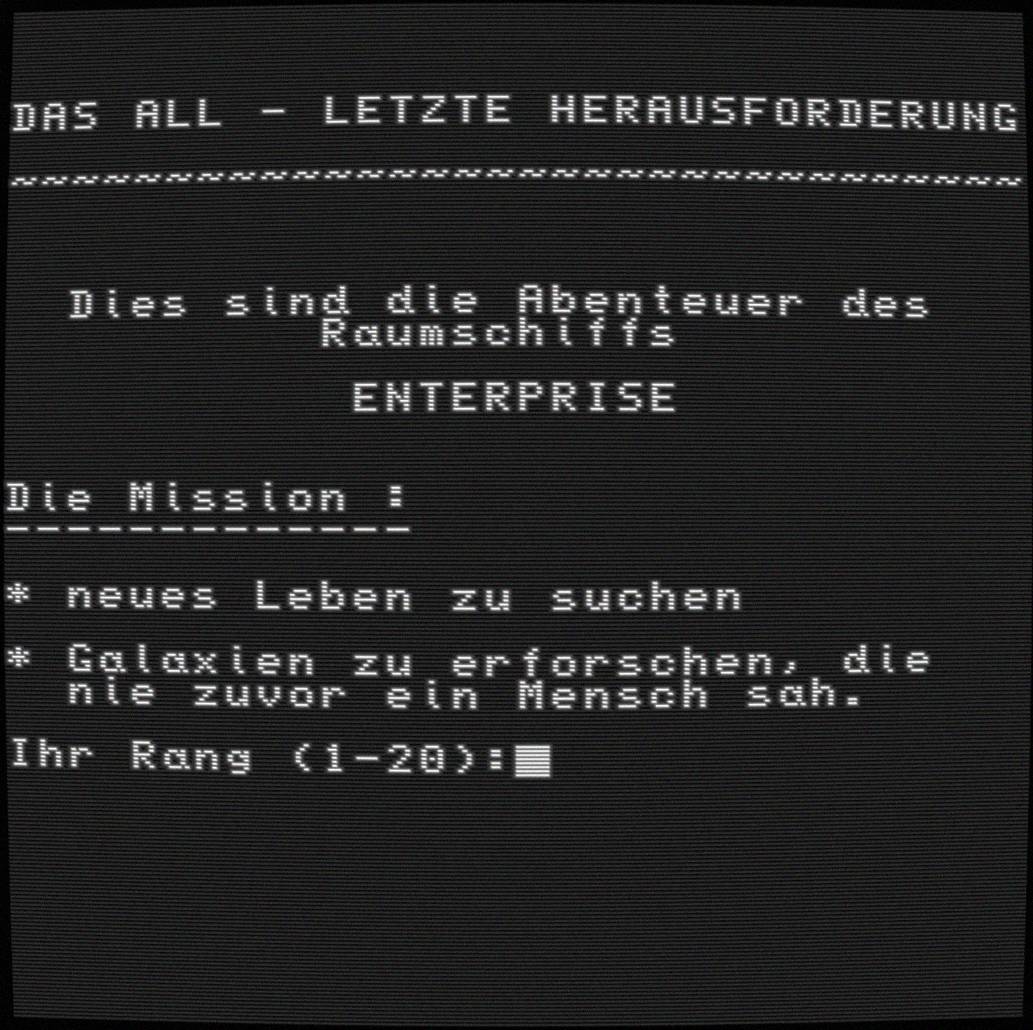 DAS ALL - LETZTE HERAUSFORDERUNG
~~~~~~~~~~~~~~~~~~~~~~~~~~~~~~~~
Dies sind die Abenteuer des
Raumschiffs
ENTERPRISE
Die Mission :
-------------
* neues Leben zu suchen
* Galaxien zu erforschen, die
nie zuvor ein Mensch sah.
Ihr Rang (1-20):